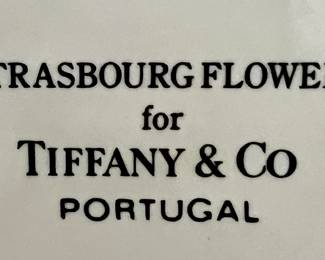 TRASBOURG FLOWE
for
TIFFANY & CO
PORTUGAL